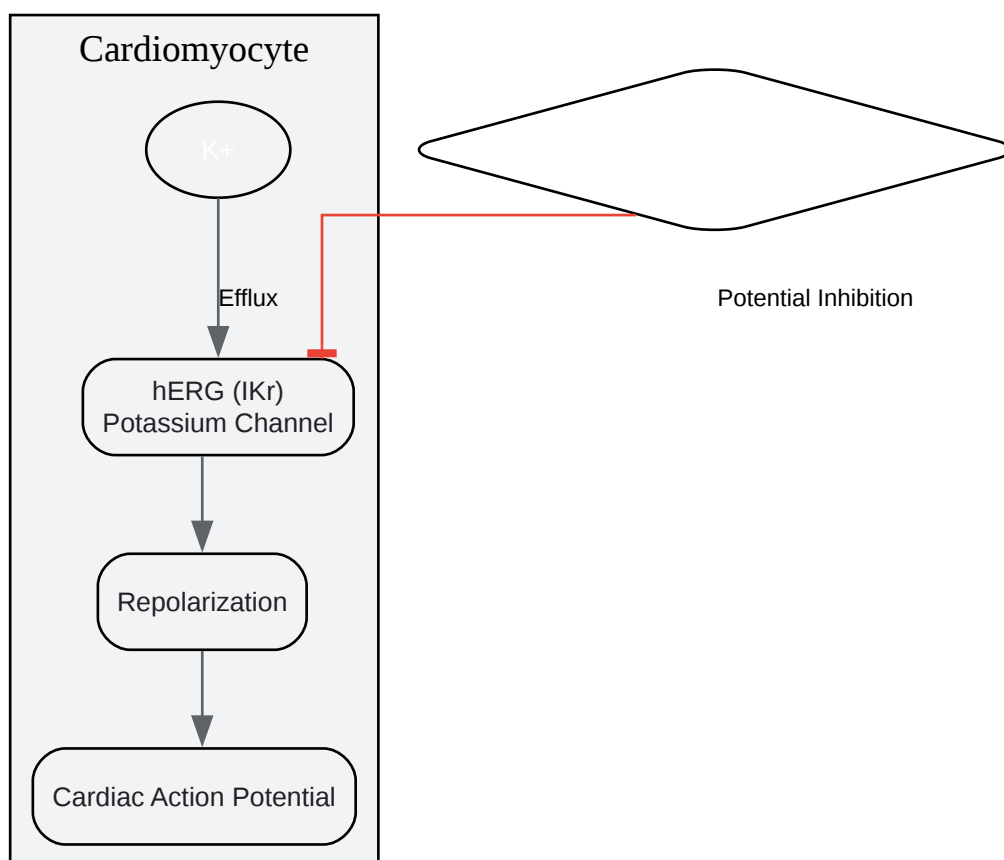 Cardiomyocyte
K+
Efflux
Potential Inhibition
hERG (IKr)
Potassium Channel
Repolarization
Cardiac Action Potential